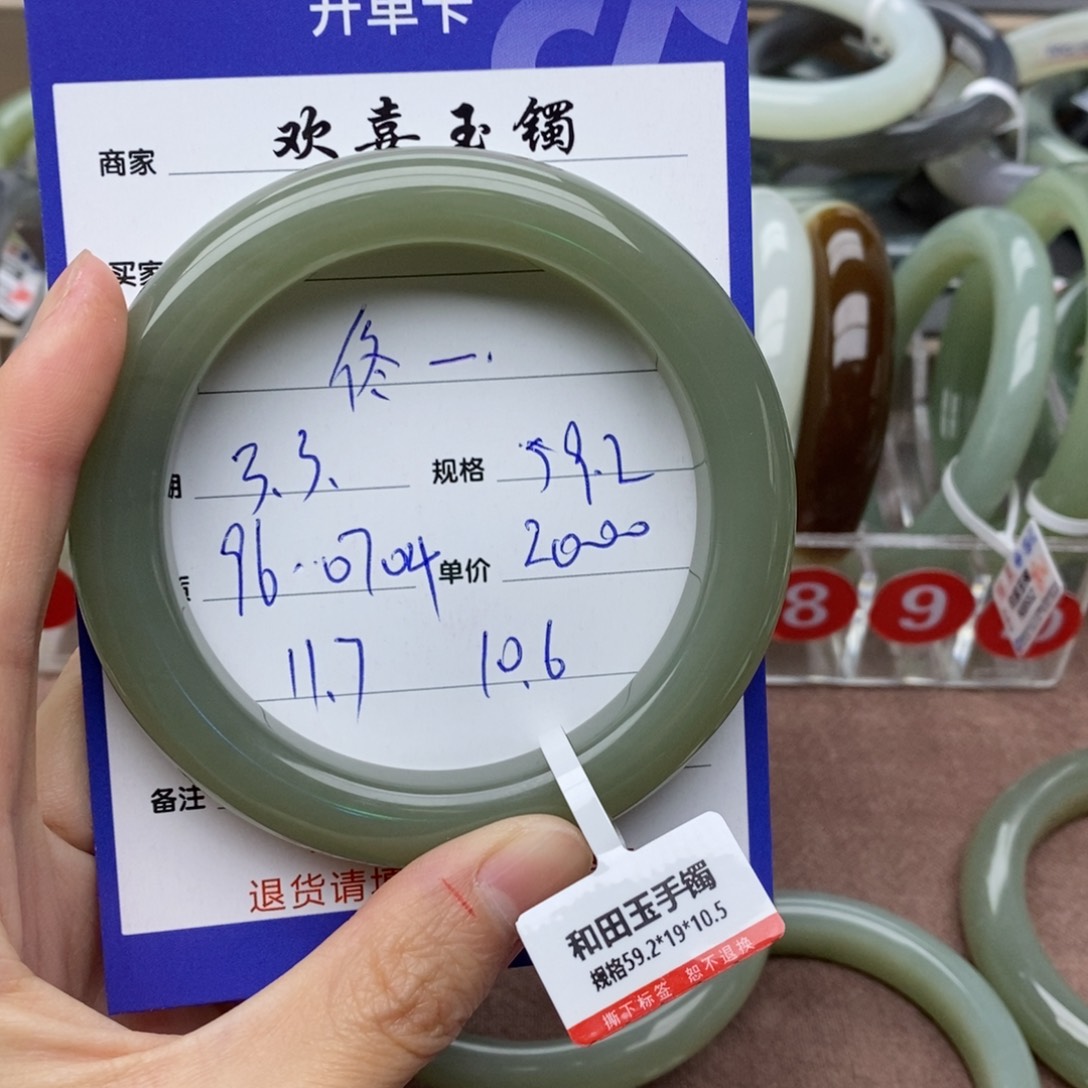 开单卡
商家 欢喜玉镯
买家
佟一.
3.3. 规格 59.2
96..0704 单价 2000
11.7 10.6
备注
退货请
8 9
和田玉手镯
规格59.2*19*10.5
撕下标签 恕不退换